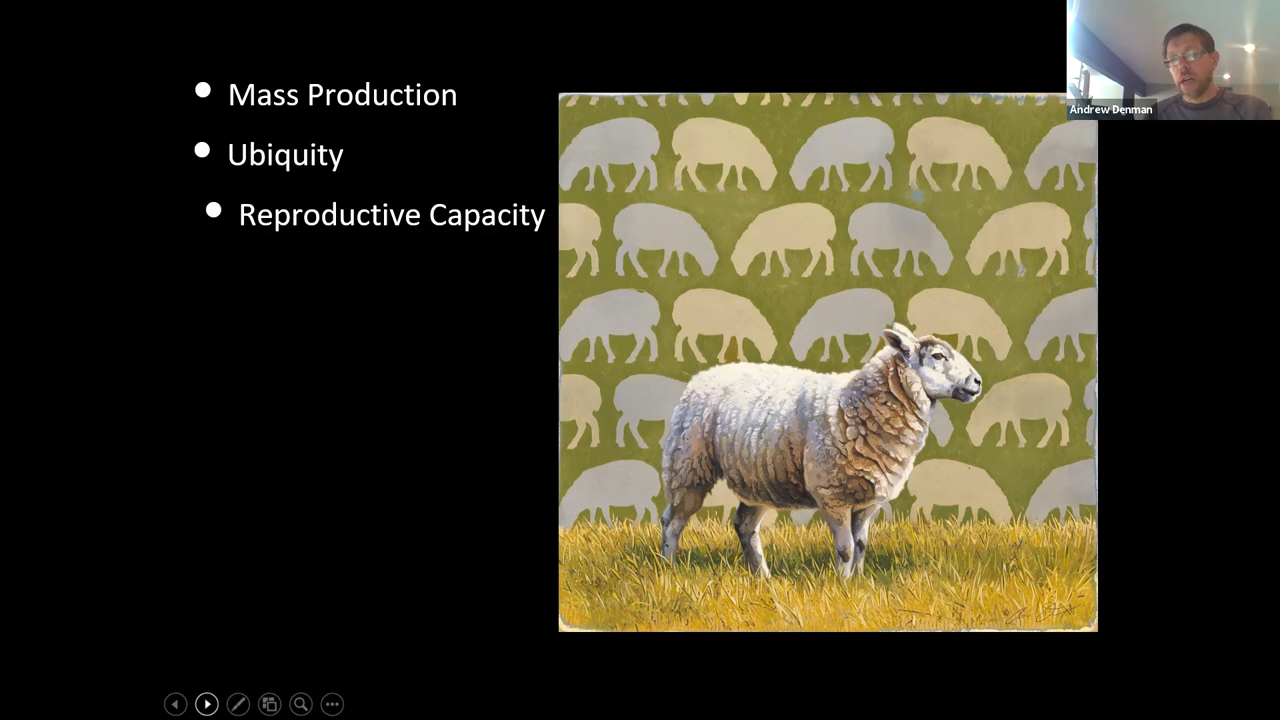 • Mass Production
• Ubiquity
• Reproductive Capacity
Andrew Denman